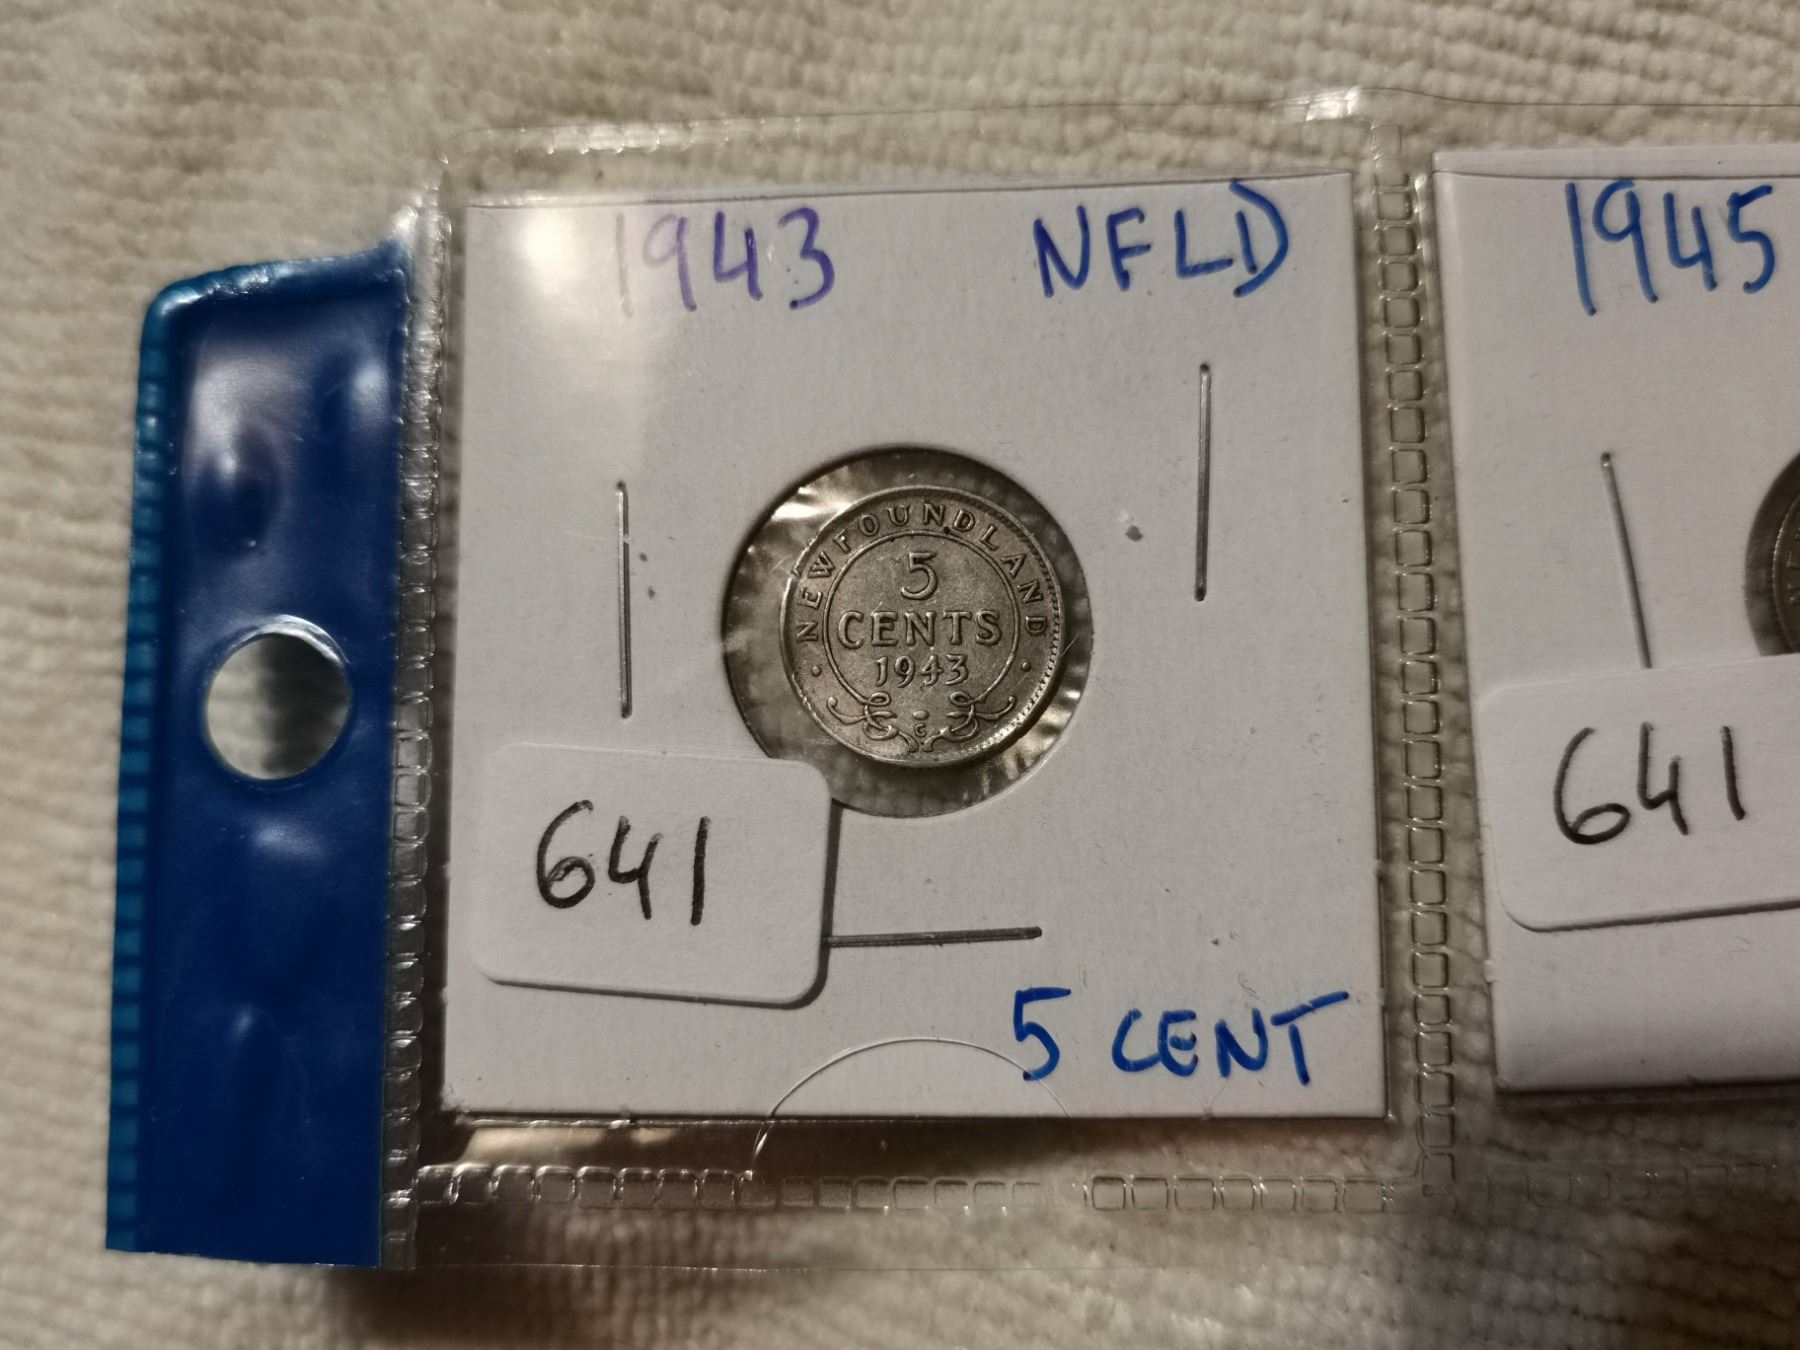 1943 NFLD
NEWFOUNDLAND
5
CENTS
1943
C
641
5 CENT
1945
641